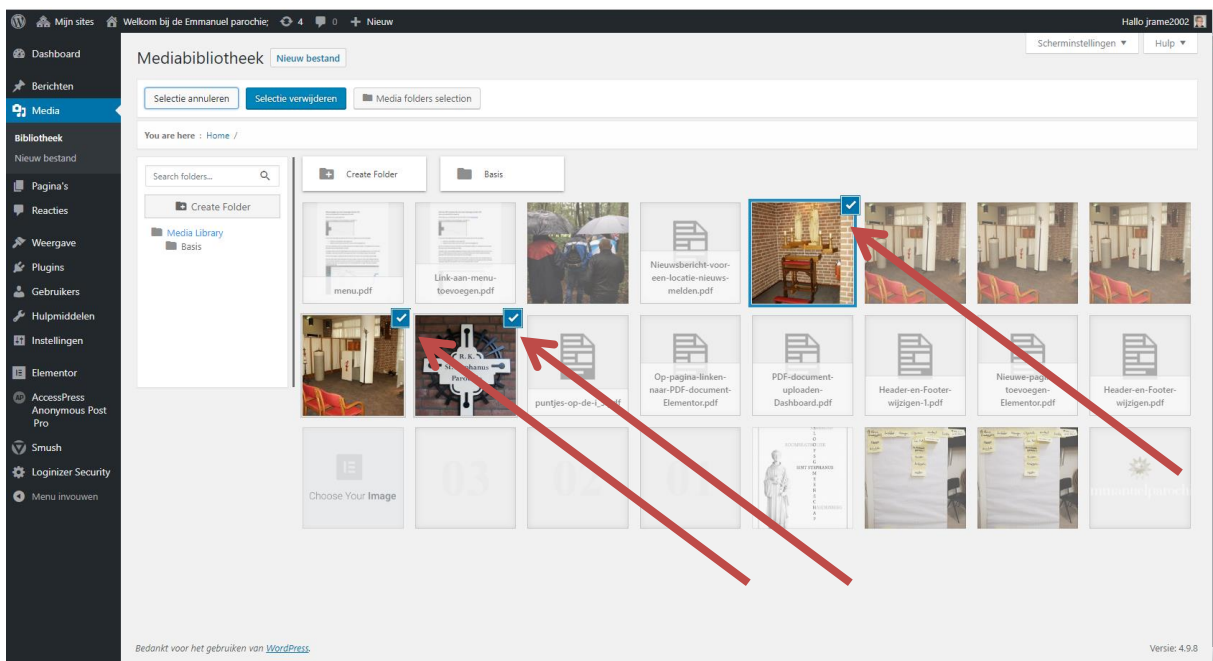 Mijn sites Welkom bij de Emmanuel parochie; 4 0 + Nieuw Hallo jrame2002
Dashboard
Berichten
Media
Bibliotheek
Nieuw bestand
Pagina's
Reacties
Weergave
Plugins
Gebruikers
Hulpmiddelen
Instellingen
Elementor
AccessPress
Anonymous Post
Pro
Smush
Loginizer Security
Menu invouwen
Scherminstellingen Hulp
Mediabibliotheek Nieuw bestand
Selectie annuleren Selectie verwijderen Media folders selection
You are here : Home /
Search folders...
Create Folder
Media Library
Basis
Create Folder Basis
menu.pdf
Link-aan-menu-
toevoegen.pdf
Nieuwsbericht-voor-
een-locatie-nieuws-
melden.pdf
R.K.
Op-pagina-linken-
naar-PDF-document-
Elementor.pdf
PDF-document-
uploaden-
Dashboard.pdf
Header-en-Footer-
wijzigen-1.pdf
Nieuwe-pagina-
toevoegen-
Elementor.pdf
Header-en-Footer-
wijzigen.pdf
Choose Your Image
03
02
01
SINT STEPHANUS
Bedankt voor het gebruiken van WordPress.
Versie: 4.9.8